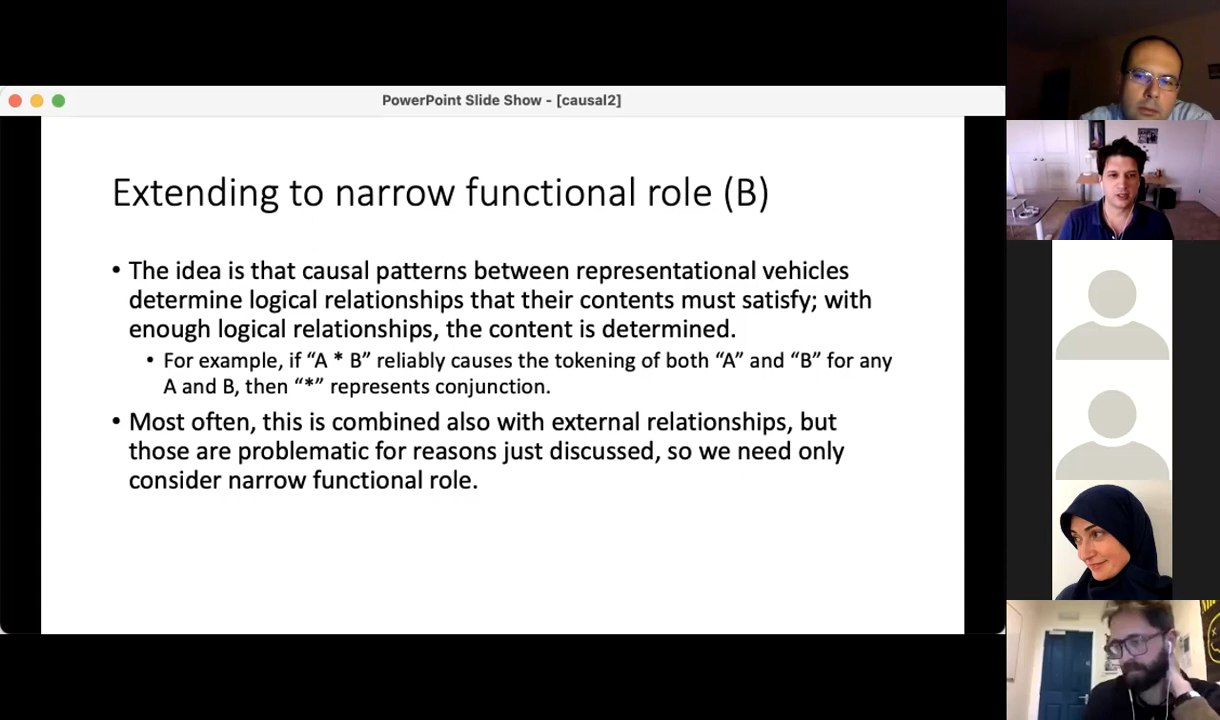 PowerPoint Slide Show - [causal2]
Extending to narrow functional role (B)
• The idea is that causal patterns between representational vehicles
determine logical relationships that their contents must satisfy; with
enough logical relationships, the content is determined.
• For example, if “A * B” reliably causes the tokening of both “A” and “B” for any
A and B, then “*” represents conjunction.
• Most often, this is combined also with external relationships, but
those are problematic for reasons just discussed, so we need only
consider narrow functional role.